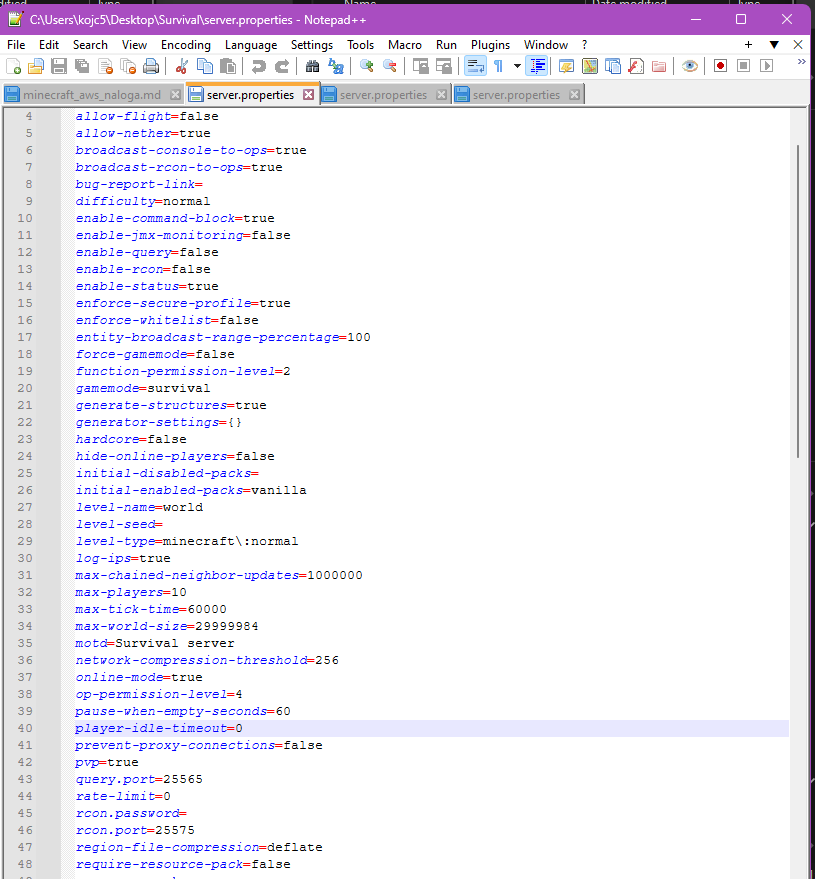 dified
Type
Name
Date modified
Type
C:\Users\kojc5\Desktop\Survival\server.properties - Notepad++
File Edit Search View Encoding Language Settings Tools Macro Run Plugins Window ?
minecraft_aws_naloga.md server.properties server.properties server.properties
4 allow-flight=false
5 allow-nether=true
6 broadcast-console-to-ops=true
7 broadcast-rcon-to-ops=true
8 bug-report-link=
9 difficulty=normal
10 enable-command-block=true
11 enable-jmx-monitoring=false
12 enable-query=false
13 enable-rcon=false
14 enable-status=true
15 enforce-secure-profile=true
16 enforce-whitelist=false
17 entity-broadcast-range-percentage=100
18 force-gamemode=false
19 function-permission-level=2
20 gamemode=survival
21 generate-structures=true
22 generator-settings={}
23 hardcore=false
24 hide-online-players=false
25 initial-disabled-packs=
26 initial-enabled-packs=vanilla
27 level-name=world
28 level-seed=
29 level-type=minecraft\:normal
30 log-ips=true
31 max-chained-neighbor-updates=1000000
32 max-players=10
33 max-tick-time=60000
34 max-world-size=29999984
35 motd=Survival server
36 network-compression-threshold=256
37 online-mode=true
38 op-permission-level=4
39 pause-when-empty-seconds=60
40 player-idle-timeout=0
41 prevent-proxy-connections=false
42 pvp=true
43 query.port=25565
44 rate-limit=0
45 rcon.password=
46 rcon.port=25575
47 region-file-compression=deflate
48 require-resource-pack=false